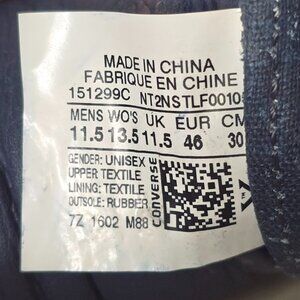 MADE IN CHINA
FABRIQUE EN CHINE
151299C NT2NSTLF0010
MENS WO'S UK EUR CM
11.5 13.5 11.5 46 30
GENDER: UNISEX
UPPER: TEXTILE
LINING: TEXTILE
OUTSOLE: RUBBER
7Z 1602 M88
CONVERSE